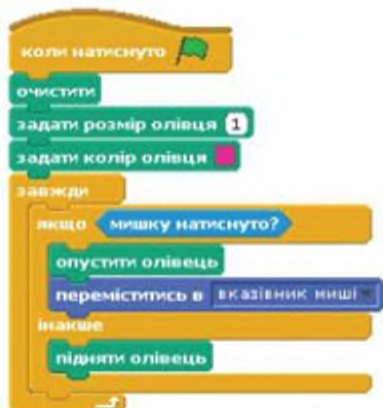 коли натиснуто
очистити
задати розмір олівця 1
задати колір олівця
завжди
якщо мишку натиснуто?
опустити олівець
переміститись в вказівник миші
інакше
підняти олівець